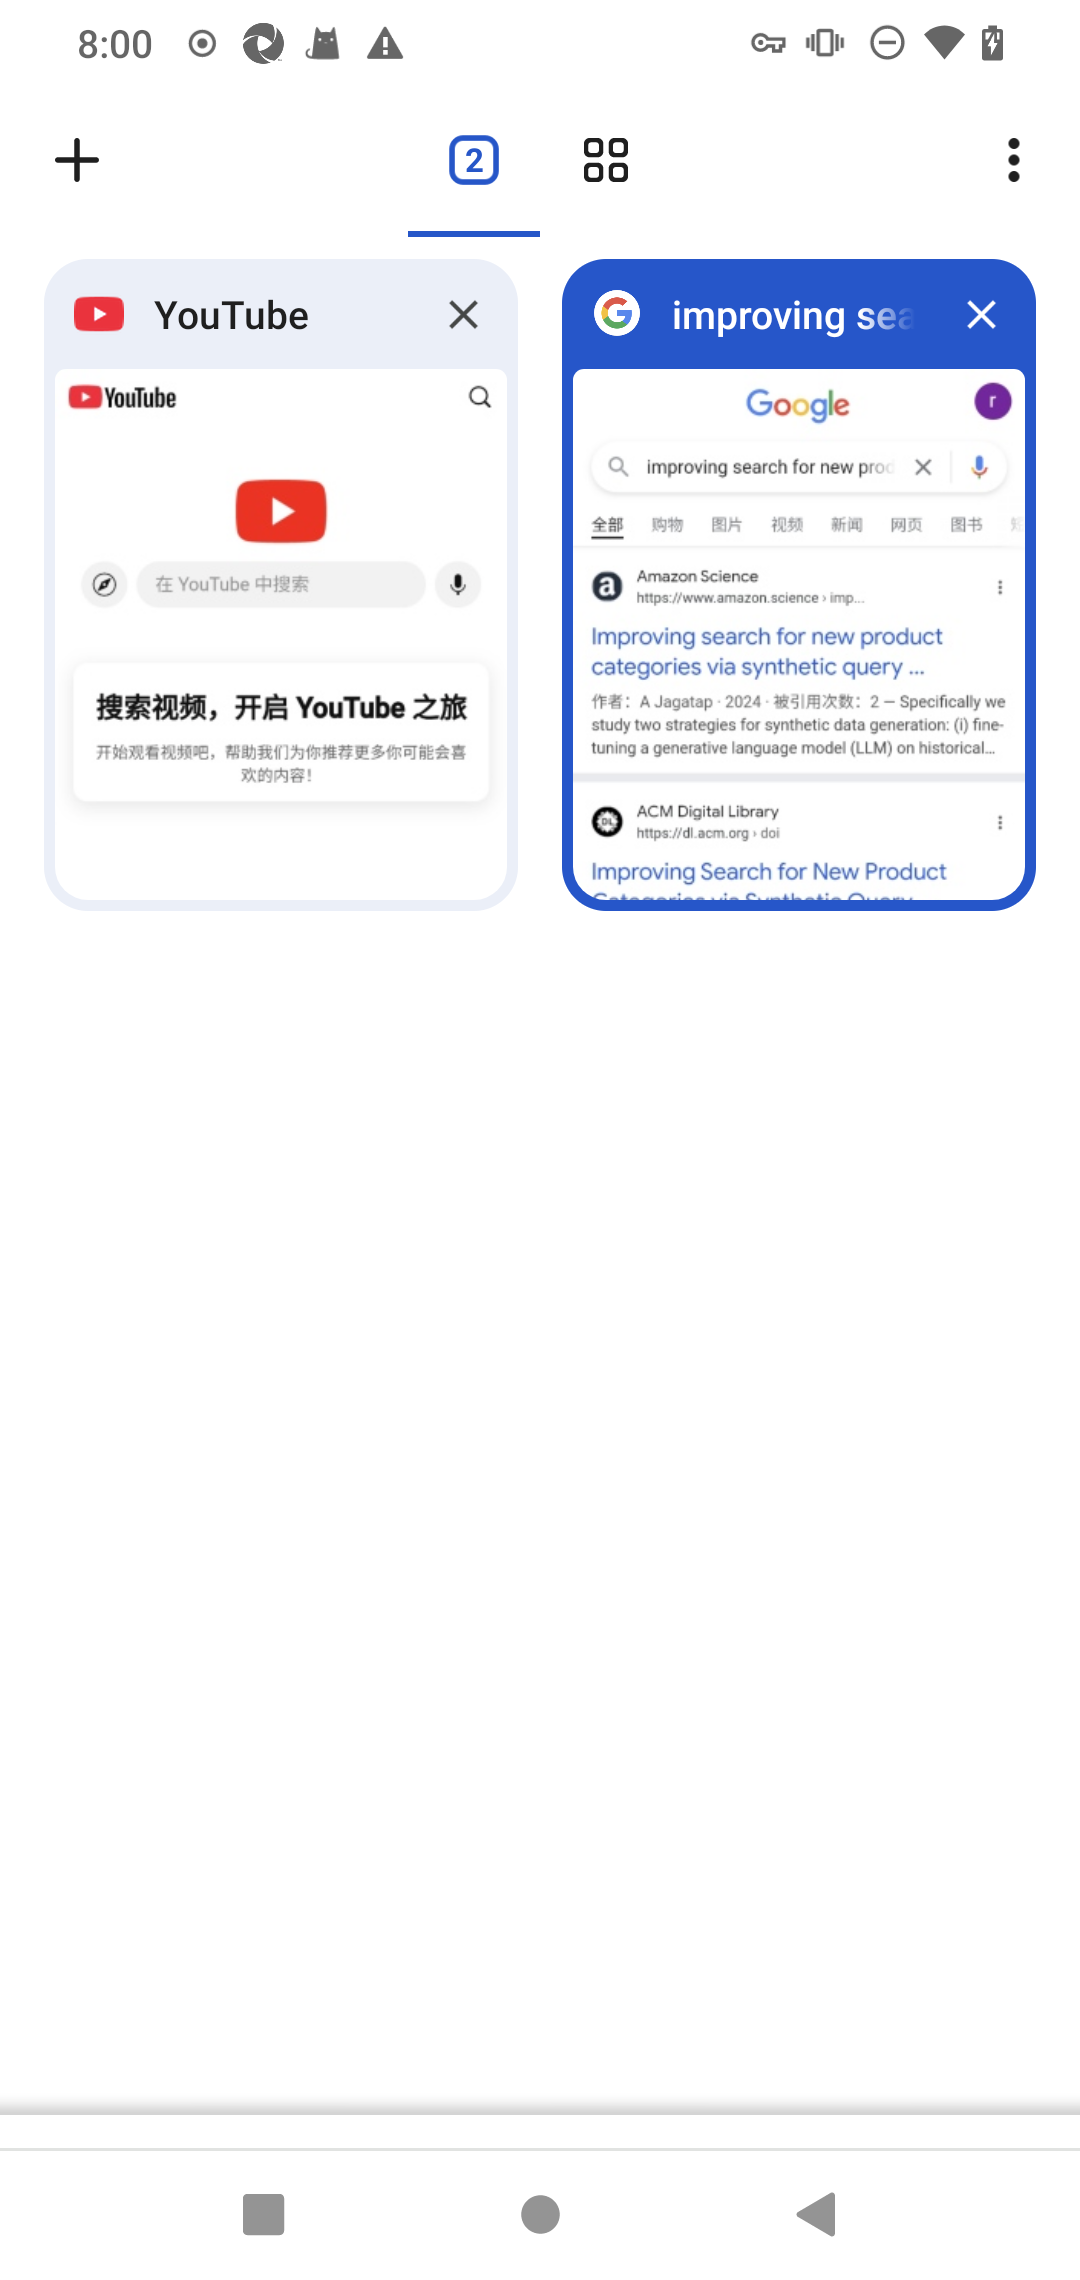 8:00
2
YouTube
YouTube
在 YouTube 中搜索
搜索视频，开启 YouTube 之旅
开始观看视频吧，帮助我们为你推荐更多你可能会喜
欢的内容！
improving sea
Google
r
improving search for new prod
全部 购物 图片 视频 新闻 网页 图书
Amazon Science
https://www.amazon.science › imp...
Improving search for new product
categories via synthetic query ...
作者：A Jagatap · 2024 · 被引用次数：2 — Specifically we
study two strategies for synthetic data generation: (i) fine-
tuning a generative language model (LLM) on historical...
ACM Digital Library
https://dl.acm.org › doi
Improving Search for New Product
Categories via Synthetic Query